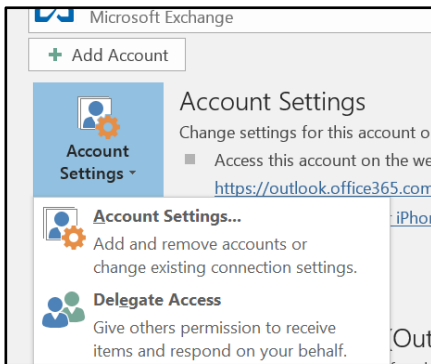 Microsoft Exchange
+ Add Account
Account Settings
Change settings for this account o
Account
Settings
Access this account on the we
https://outlook.office365.com
Account Settings...
iPho
Add and remove accounts or
change existing connection settings.
Delegate Access
Give others permission to receive
items and respond on your behalf.
(Out